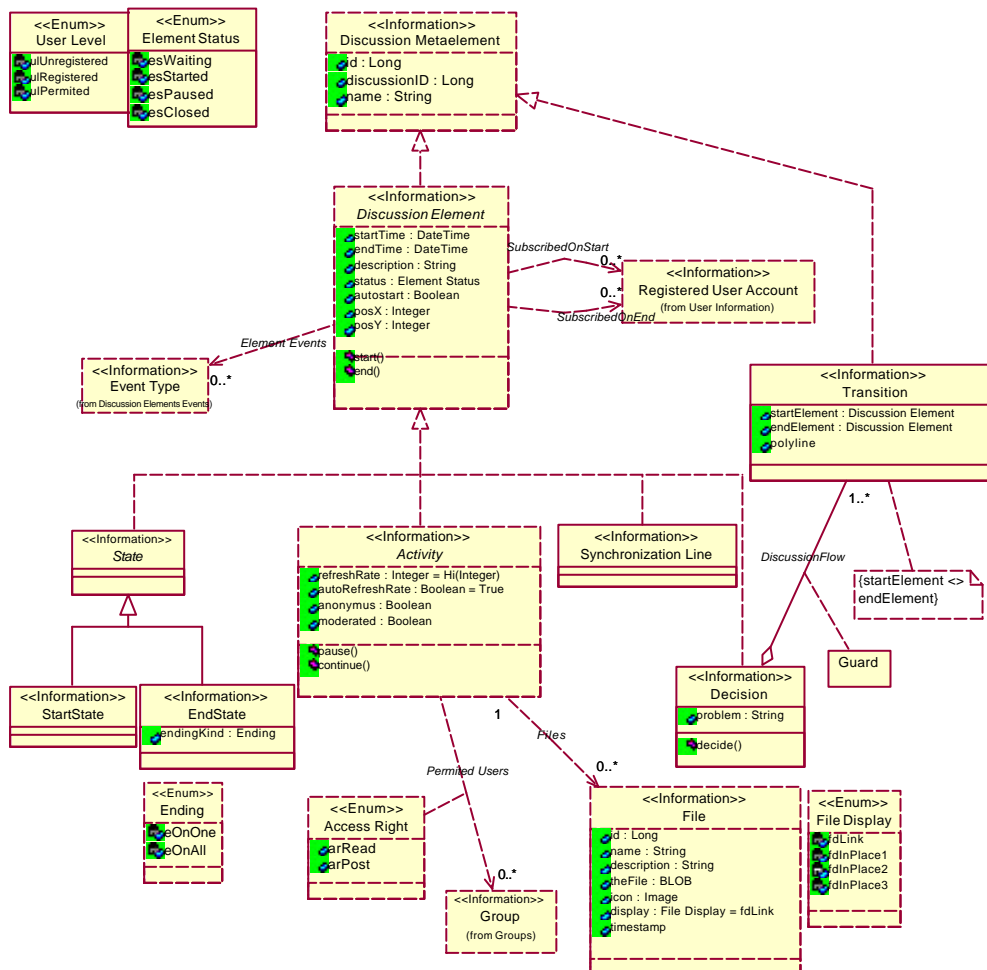 <<Enum>>
User Level
ulUnregistered
ulRegistered
ulPermited
<<Enum>>
Element Status
esWaiting
esStarted
esPaused
esClosed
<<Information>>
Discussion Metaelement
id : Long
discussionID : Long
name : String
<<Information>>
Discussion Element
startTime : DateTime
endTime : DateTime
description : String
status : Element Status
autostart : Boolean
posX : Integer
posY : Integer
start()
end()
SubscribedOnStart
0..*
0..*
SubscribedOnEnd
<<Information>>
Registered User Account
(from User Information)
Element Events
0..*
<<Information>>
Event Type
(from Discussion Elements Events)
<<Information>>
Transition
startElement : Discussion Element
endElement : Discussion Element
polyline
1..*
DiscussionFlow
{startElement <>
endElement}
Guard
<<Information>>
State
<<Information>>
Activity
refreshRate : Integer = Hi(Integer)
autoRefreshRate : Boolean = True
anonymus : Boolean
moderated : Boolean
pause()
continue()
<<Information>>
Synchronization Line
<<Information>>
StartState
<<Information>>
EndState
endingKind : Ending
<<Information>>
Decision
problem : String
decide()
1
Files
0..*
Permited Users
0..*
<<Enum>>
Ending
eOnOne
eOnAll
<<Enum>>
Access Right
arRead
arPost
<<Information>>
Group
(from Groups)
<<Information>>
File
id : Long
name : String
description : String
theFile : BLOB
icon : Image
display : File Display = fdLink
timestamp
<<Enum>>
File Display
fdLink
fdInPlace1
fdInPlace2
fdInPlace3